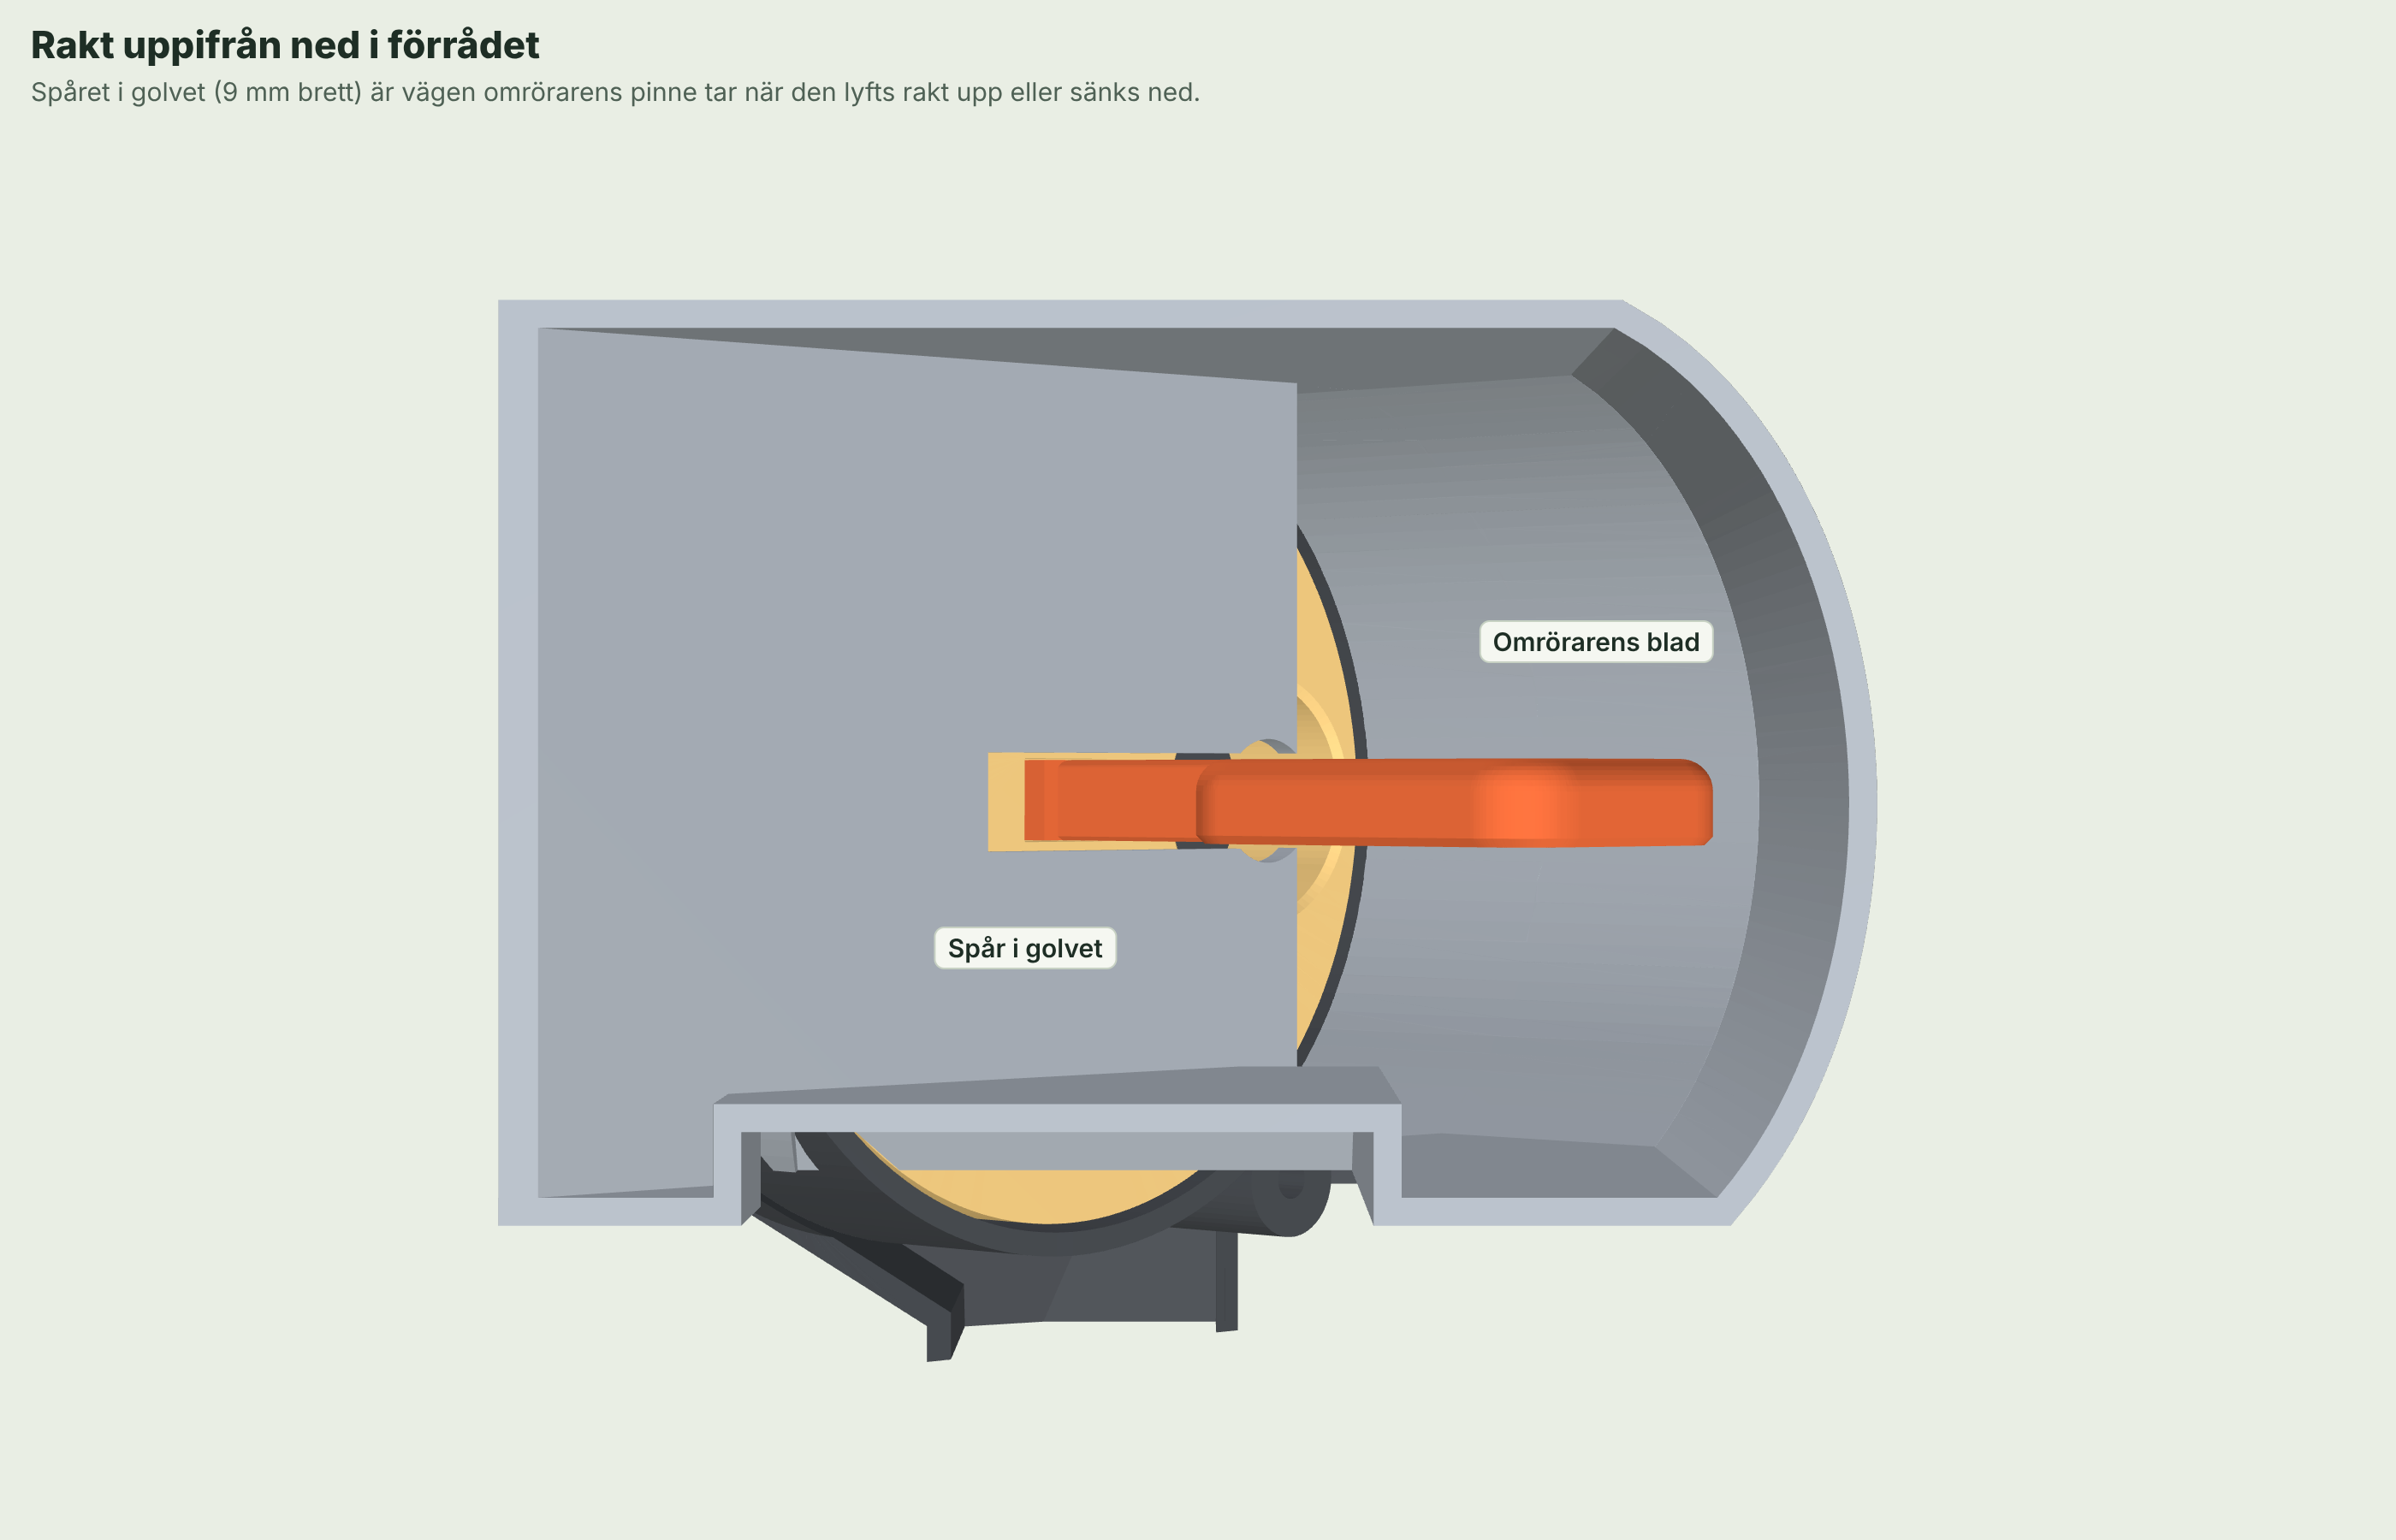 Rakt uppifrån ned i förrådet
Spåret i golvet (9 mm brett) är vägen omrörarens pinne tar när den lyfts rakt upp eller sänks ned.
Omrörarens blad
Spår i golvet